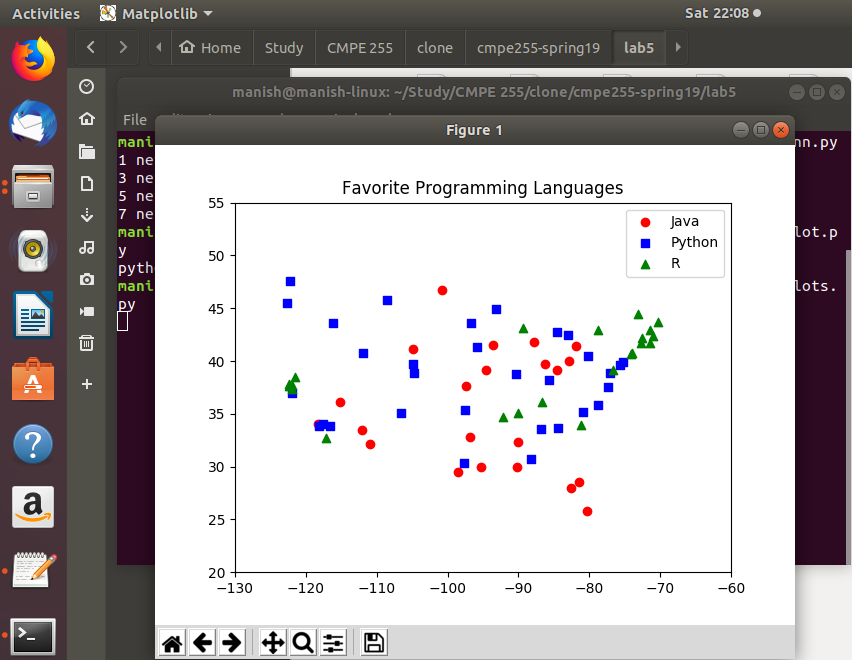 Activities Matplotlib Sat 22:08
Home Study CMPE 255 clone cmpe255-spring19 lab5
manish@manish-linux: ~/Study/CMPE 255/clone/cmpe255-spring19/lab5
File
Figure 1
mani nn.py
1 ne
3 ne
5 ne
7 ne
mani lot.p
y
pyth
mani lots.
py
Favorite Programming Languages
Java
Python
R
55
50
45
40
35
30
25
20
−130 −120 −110 −100 −90 −80 −70 −60